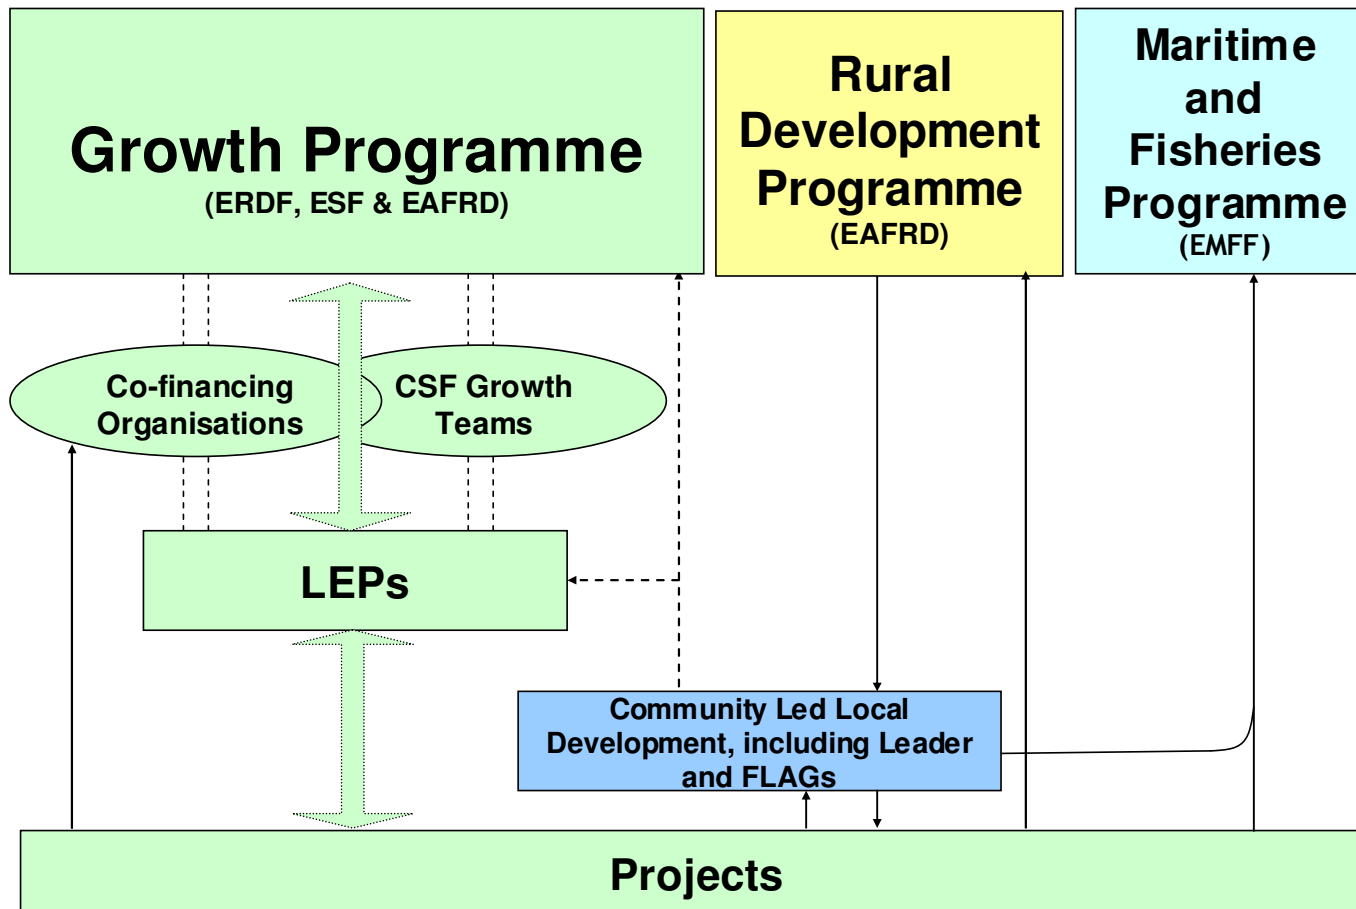 Growth Programme
(ERDF, ESF & EAFRD)
Rural
Development
Programme
(EAFRD)
Maritime
and
Fisheries
Programme
(EMFF)
Co-financing
Organisations
CSF Growth
Teams
LEPs
Community Led Local
Development, including Leader
and FLAGs
Projects